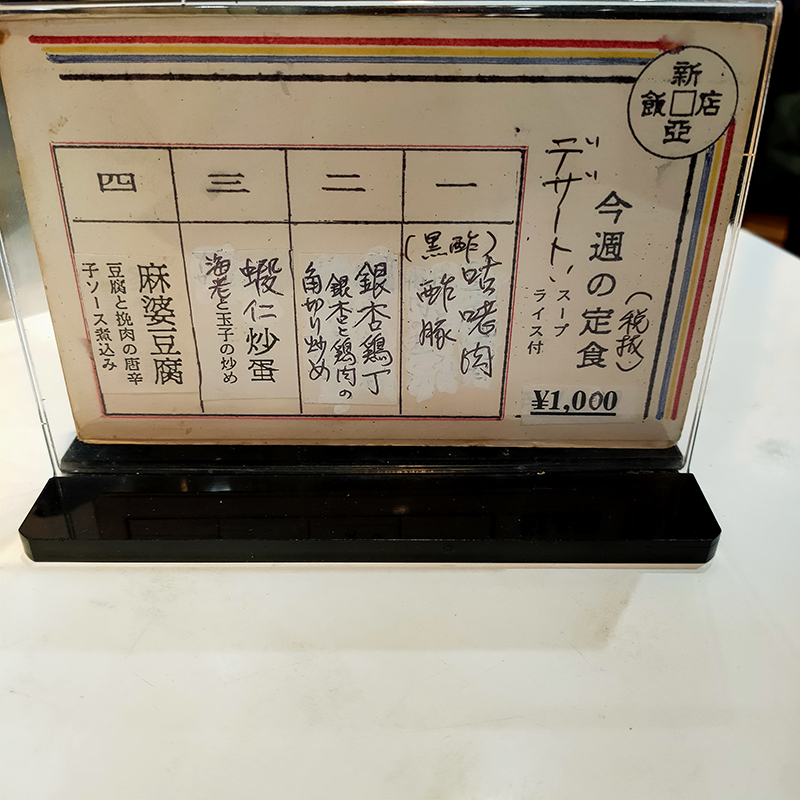 新
飯店
亞
今週の定食
(税抜)
デザート、
スープ
ライス付
¥1,000
一
(黒酢)
咕咾肉
酢豚
二
銀杏鶏丁
銀杏と鶏肉の
角切り炒め
三
蝦仁炒蛋
海老と玉子の炒め
四
麻婆豆腐
豆腐と挽肉の唐辛
子ソース煮込み